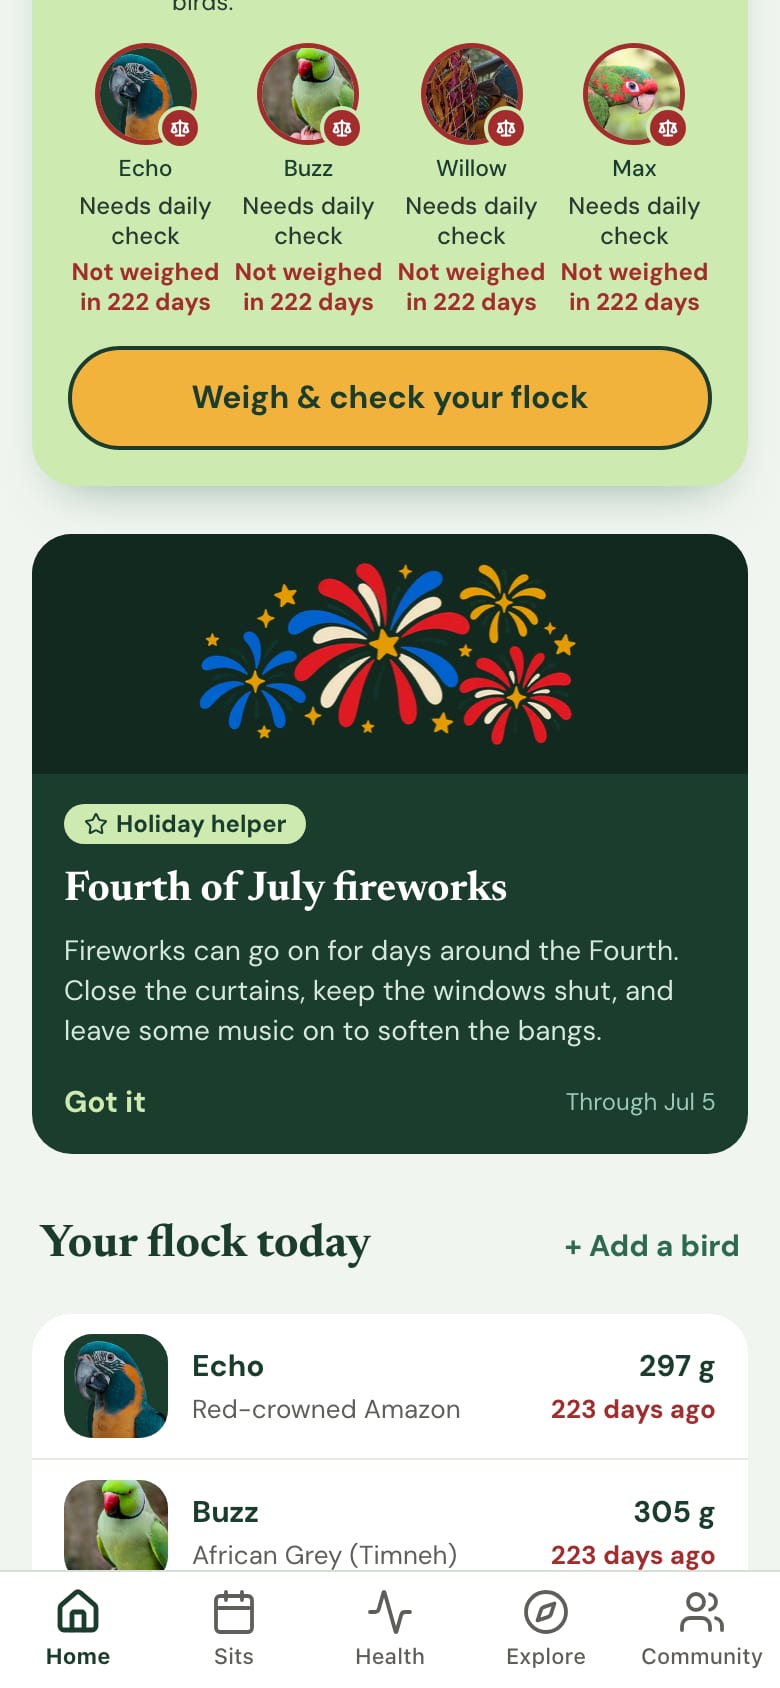 birds.
Echo
Buzz
Willow
Max
Needs daily check
Needs daily check
Needs daily check
Needs daily check
Not weighed in 222 days
Not weighed in 222 days
Not weighed in 222 days
Not weighed in 222 days
Weigh & check your flock
Holiday helper
Fourth of July fireworks
Fireworks can go on for days around the Fourth.
Close the curtains, keep the windows shut, and
leave some music on to soften the bangs.
Got it
Through Jul 5
Your flock today
+ Add a bird
Echo
297 g
Red-crowned Amazon
223 days ago
Buzz
305 g
African Grey (Timneh)
223 days ago
Home
Sits
Health
Explore
Community